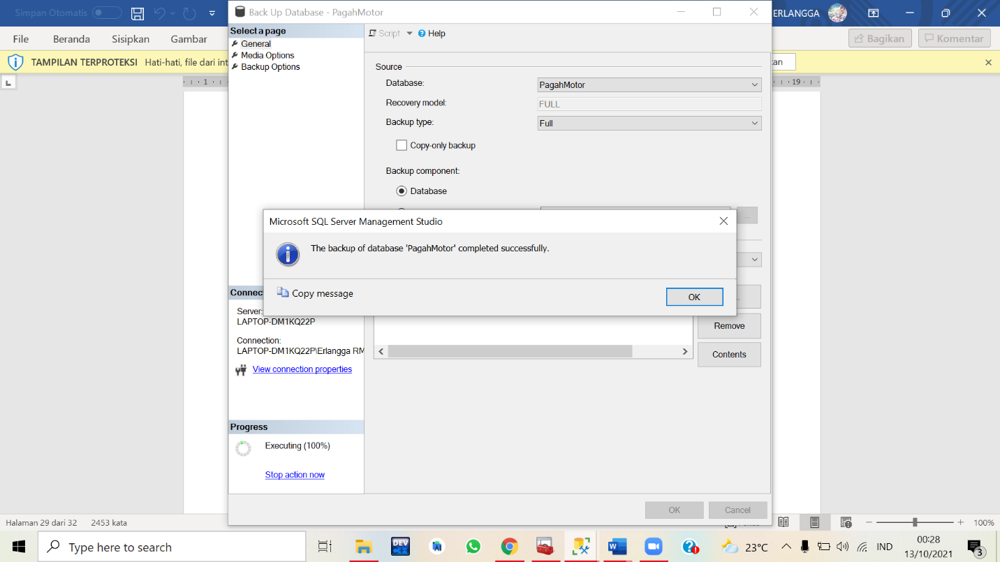 Simpan Otomatis
ERLANGGA
File
Beranda
Sisipkan
Gambar
Bagikan
Komentar
TAMPILAN TERPROTEKSI
Hati-hati, file dari
1
19
Back Up Database - PagahMotor
Select a page
General
Media Options
Backup Options
Script
Help
Source
Database:
PagahMotor
Recovery model:
FULL
Backup type:
Full
Copy-only backup
Backup component:
Database
Microsoft SQL Server Management Studio
The backup of database 'PagahMotor' completed successfully.
Copy message
OK
Server:
LAPTOP-DM1KQ22P
Connection:
LAPTOP-DM1KQ22P\Erlangga RM
View connection properties
Remove
Contents
Progress
Executing (100%)
Stop action now
OK
Cancel
Halaman 29 dari 32
2453 kata
100%
Type here to search
DEV
C++
23°C
IND
00:28
13/10/2021
3